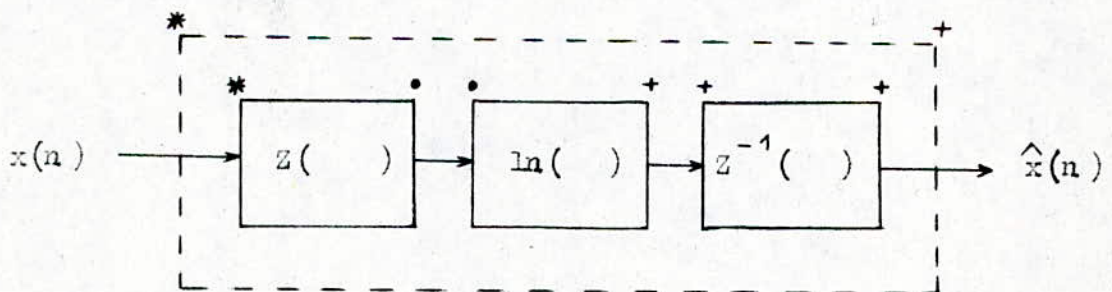 * +
* • • + + +
x(n) z( ) ln( ) z⁻¹( ) x̂(n)